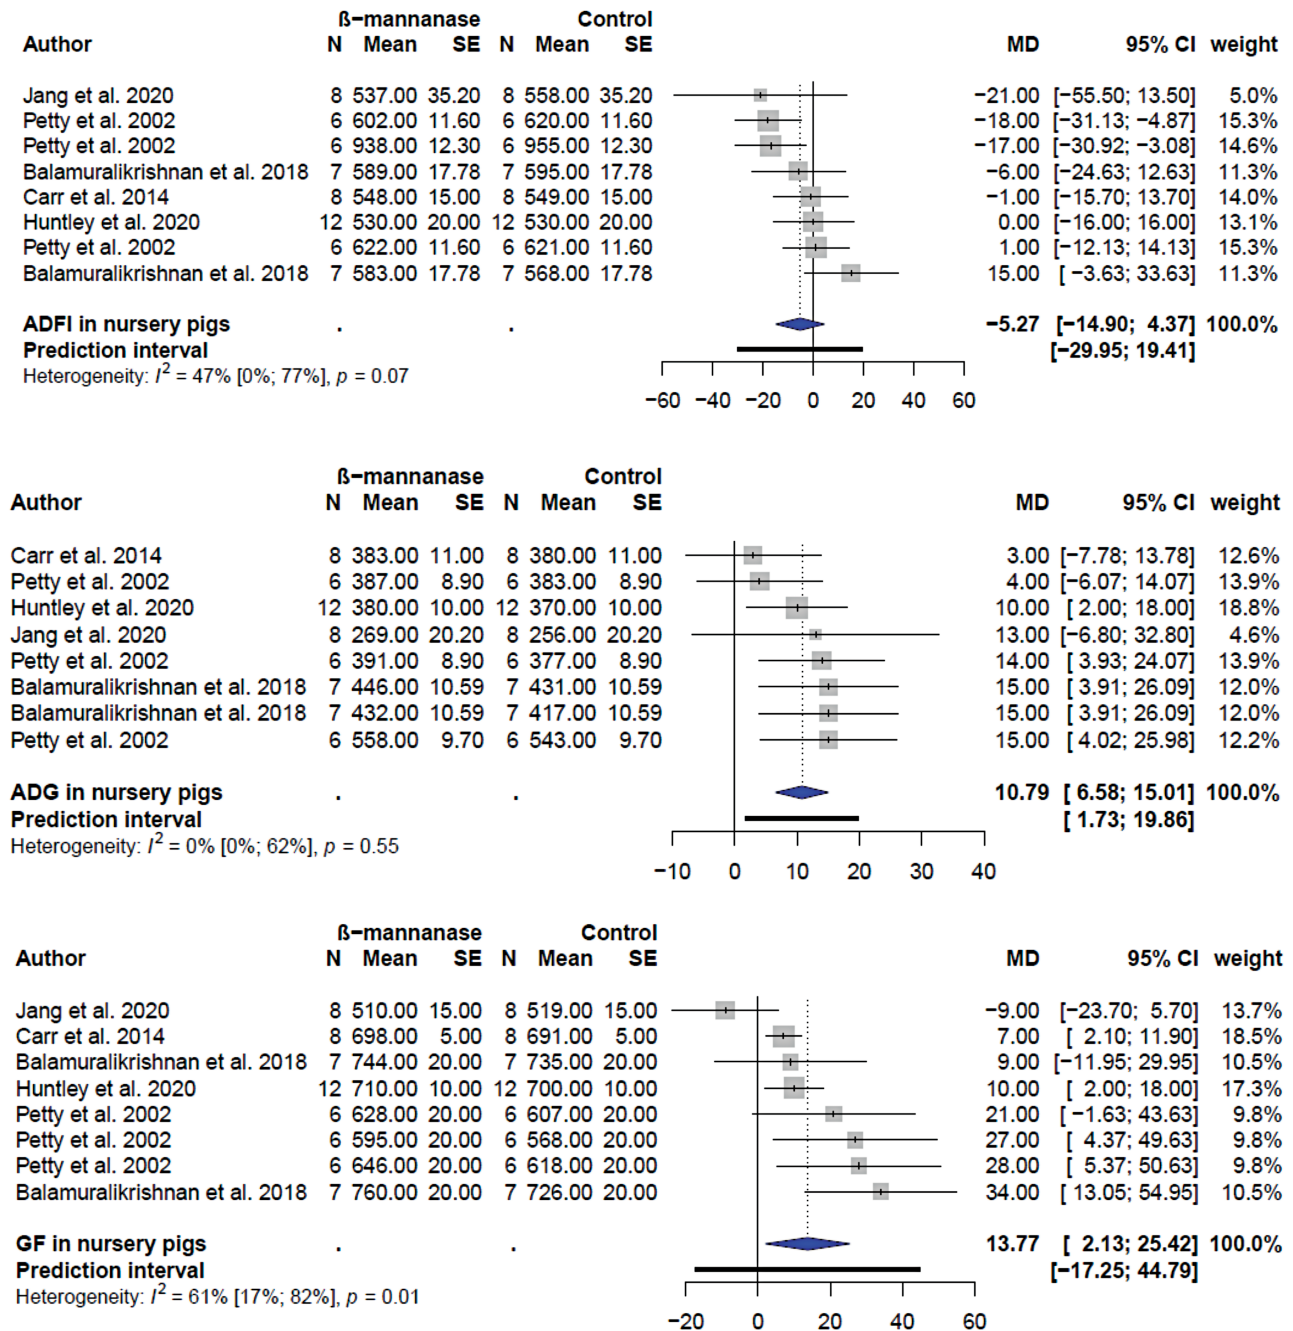 ß−mannanase Control
Author N Mean SE N Mean SE MD 95% CI weight
Jang et al. 2020 8 537.00 35.20 8 558.00 35.20 −21.00 [−55.50; 13.50] 5.0%
Petty et al. 2002 6 602.00 11.60 6 620.00 11.60 −18.00 [−31.13; −4.87] 15.3%
Petty et al. 2002 6 938.00 12.30 6 955.00 12.30 −17.00 [−30.92; −3.08] 14.6%
Balamuralikrishnan et al. 2018 7 589.00 17.78 7 595.00 17.78 −6.00 [−24.63; 12.63] 11.3%
Carr et al. 2014 8 548.00 15.00 8 549.00 15.00 −1.00 [−15.70; 13.70] 14.0%
Huntley et al. 2020 12 530.00 20.00 12 530.00 20.00 0.00 [−16.00; 16.00] 13.1%
Petty et al. 2002 6 622.00 11.60 6 621.00 11.60 1.00 [−12.13; 14.13] 15.3%
Balamuralikrishnan et al. 2018 7 583.00 17.78 7 568.00 17.78 15.00 [ −3.63; 33.63] 11.3%
ADFI in nursery pigs . . −5.27 [−14.90; 4.37] 100.0%
Prediction interval [−29.95; 19.41]
Heterogeneity: I² = 47% [0%; 77%], p = 0.07
−60 −40 −20 0 20 40 60
ß−mannanase Control
Author N Mean SE N Mean SE MD 95% CI weight
Carr et al. 2014 8 383.00 11.00 8 380.00 11.00 3.00 [−7.78; 13.78] 12.6%
Petty et al. 2002 6 387.00 8.90 6 383.00 8.90 4.00 [−6.07; 14.07] 13.9%
Huntley et al. 2020 12 380.00 10.00 12 370.00 10.00 10.00 [ 2.00; 18.00] 18.8%
Jang et al. 2020 8 269.00 20.20 8 256.00 20.20 13.00 [−6.80; 32.80] 4.6%
Petty et al. 2002 6 391.00 8.90 6 377.00 8.90 14.00 [ 3.93; 24.07] 13.9%
Balamuralikrishnan et al. 2018 7 446.00 10.59 7 431.00 10.59 15.00 [ 3.91; 26.09] 12.0%
Balamuralikrishnan et al. 2018 7 432.00 10.59 7 417.00 10.59 15.00 [ 3.91; 26.09] 12.0%
Petty et al. 2002 6 558.00 9.70 6 543.00 9.70 15.00 [ 4.02; 25.98] 12.2%
ADG in nursery pigs . . 10.79 [ 6.58; 15.01] 100.0%
Prediction interval [ 1.73; 19.86]
Heterogeneity: I² = 0% [0%; 62%], p = 0.55
−10 0 10 20 30 40
ß−mannanase Control
Author N Mean SE N Mean SE MD 95% CI weight
Jang et al. 2020 8 510.00 15.00 8 519.00 15.00 −9.00 [−23.70; 5.70] 13.7%
Carr et al. 2014 8 698.00 5.00 8 691.00 5.00 7.00 [ 2.10; 11.90] 18.5%
Balamuralikrishnan et al. 2018 7 744.00 20.00 7 735.00 20.00 9.00 [−11.95; 29.95] 10.5%
Huntley et al. 2020 12 710.00 10.00 12 700.00 10.00 10.00 [ 2.00; 18.00] 17.3%
Petty et al. 2002 6 628.00 20.00 6 607.00 20.00 21.00 [ −1.63; 43.63] 9.8%
Petty et al. 2002 6 595.00 20.00 6 568.00 20.00 27.00 [ 4.37; 49.63] 9.8%
Petty et al. 2002 6 646.00 20.00 6 618.00 20.00 28.00 [ 5.37; 50.63] 9.8%
Balamuralikrishnan et al. 2018 7 760.00 20.00 7 726.00 20.00 34.00 [ 13.05; 54.95] 10.5%
GF in nursery pigs . . 13.77 [ 2.13; 25.42] 100.0%
Prediction interval [−17.25; 44.79]
Heterogeneity: I² = 61% [17%; 82%], p = 0.01
−20 0 20 40 60